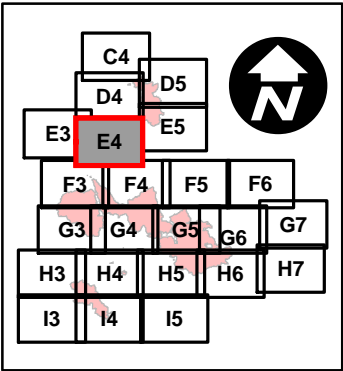 C4
D4 D5
E3 E4 E5
F3 F4 F5 F6
G3 G4 G5 G6 G7
H3 H4 H5 H6 H7
I3 I4 I5
N